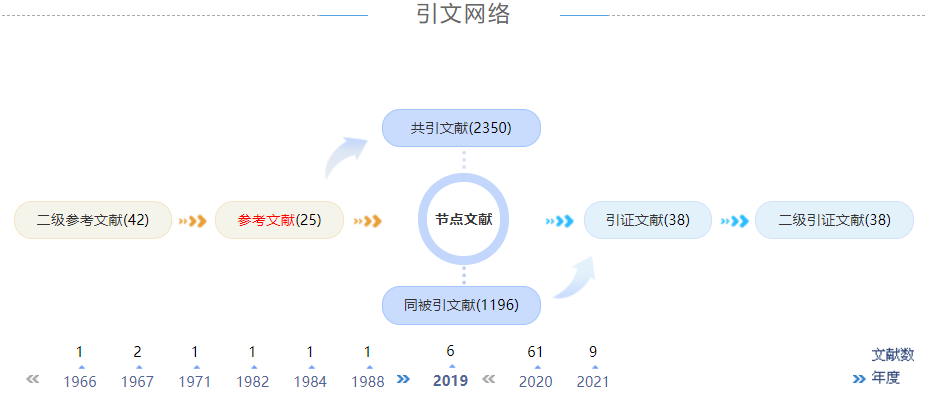 引文网络
共引文献(2350)
二级参考文献(42) 参考文献(25) 节点文献 引证文献(38) 二级引证文献(38)
同被引文献(1196)
1 2 1 1 1 1 6 61 9 文献数
1966 1967 1971 1982 1984 1988 2019 2020 2021 年度